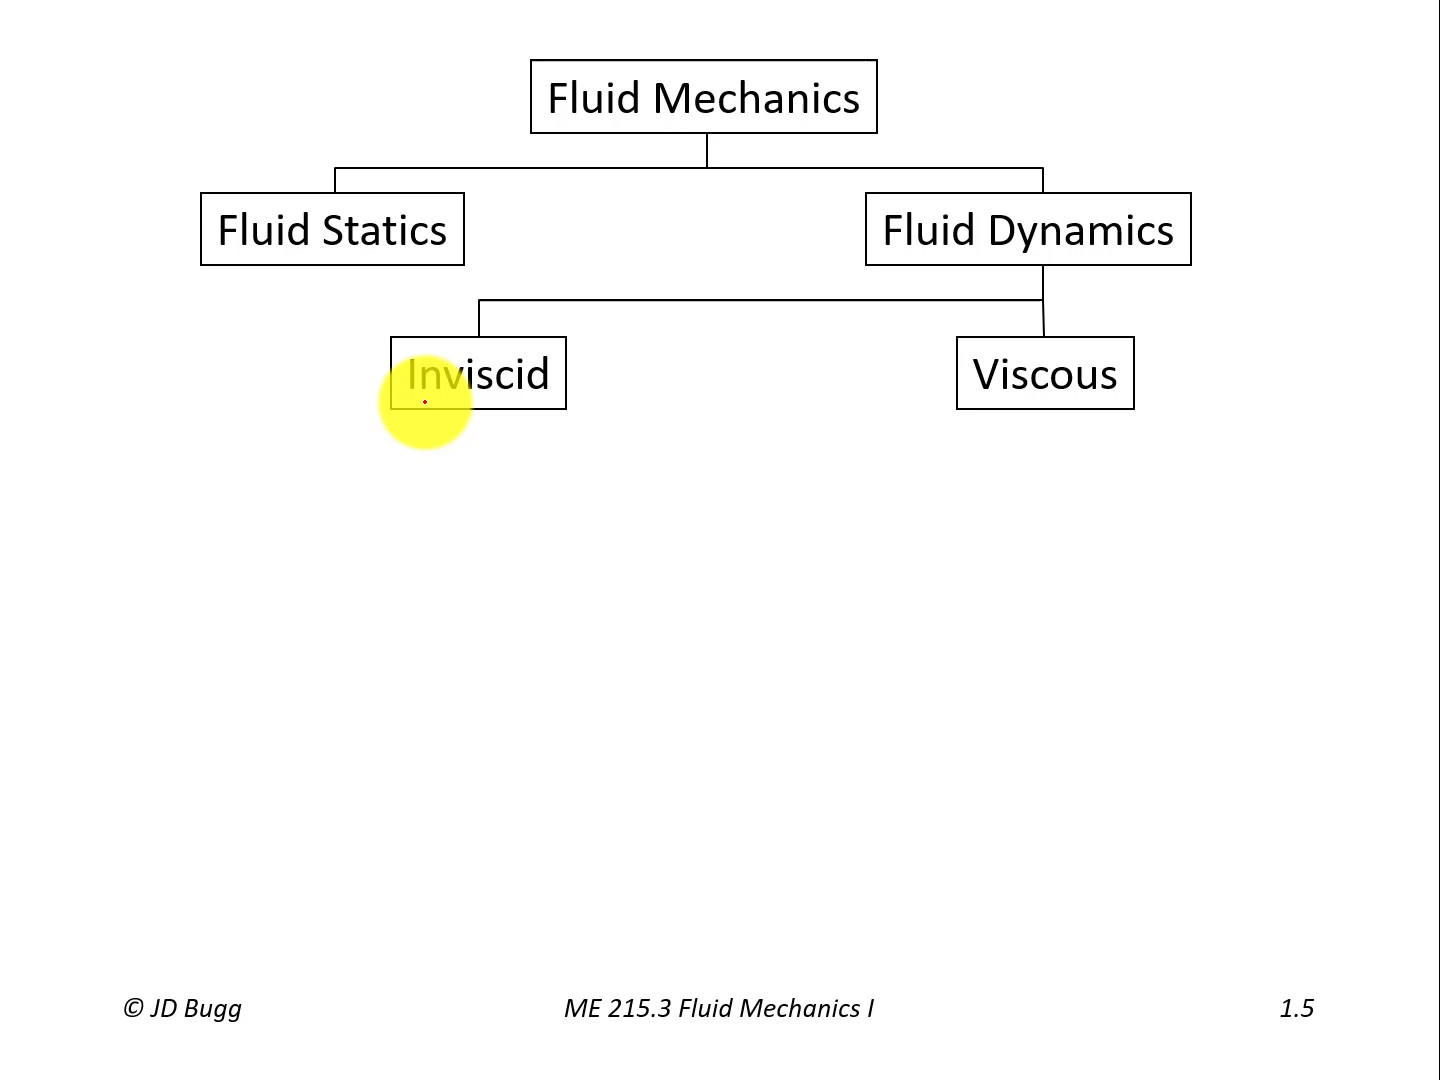 Fluid Mechanics
Fluid Statics
Fluid Dynamics
Inviscid
Viscous
© JD Bugg
ME 215.3 Fluid Mechanics I
1.5